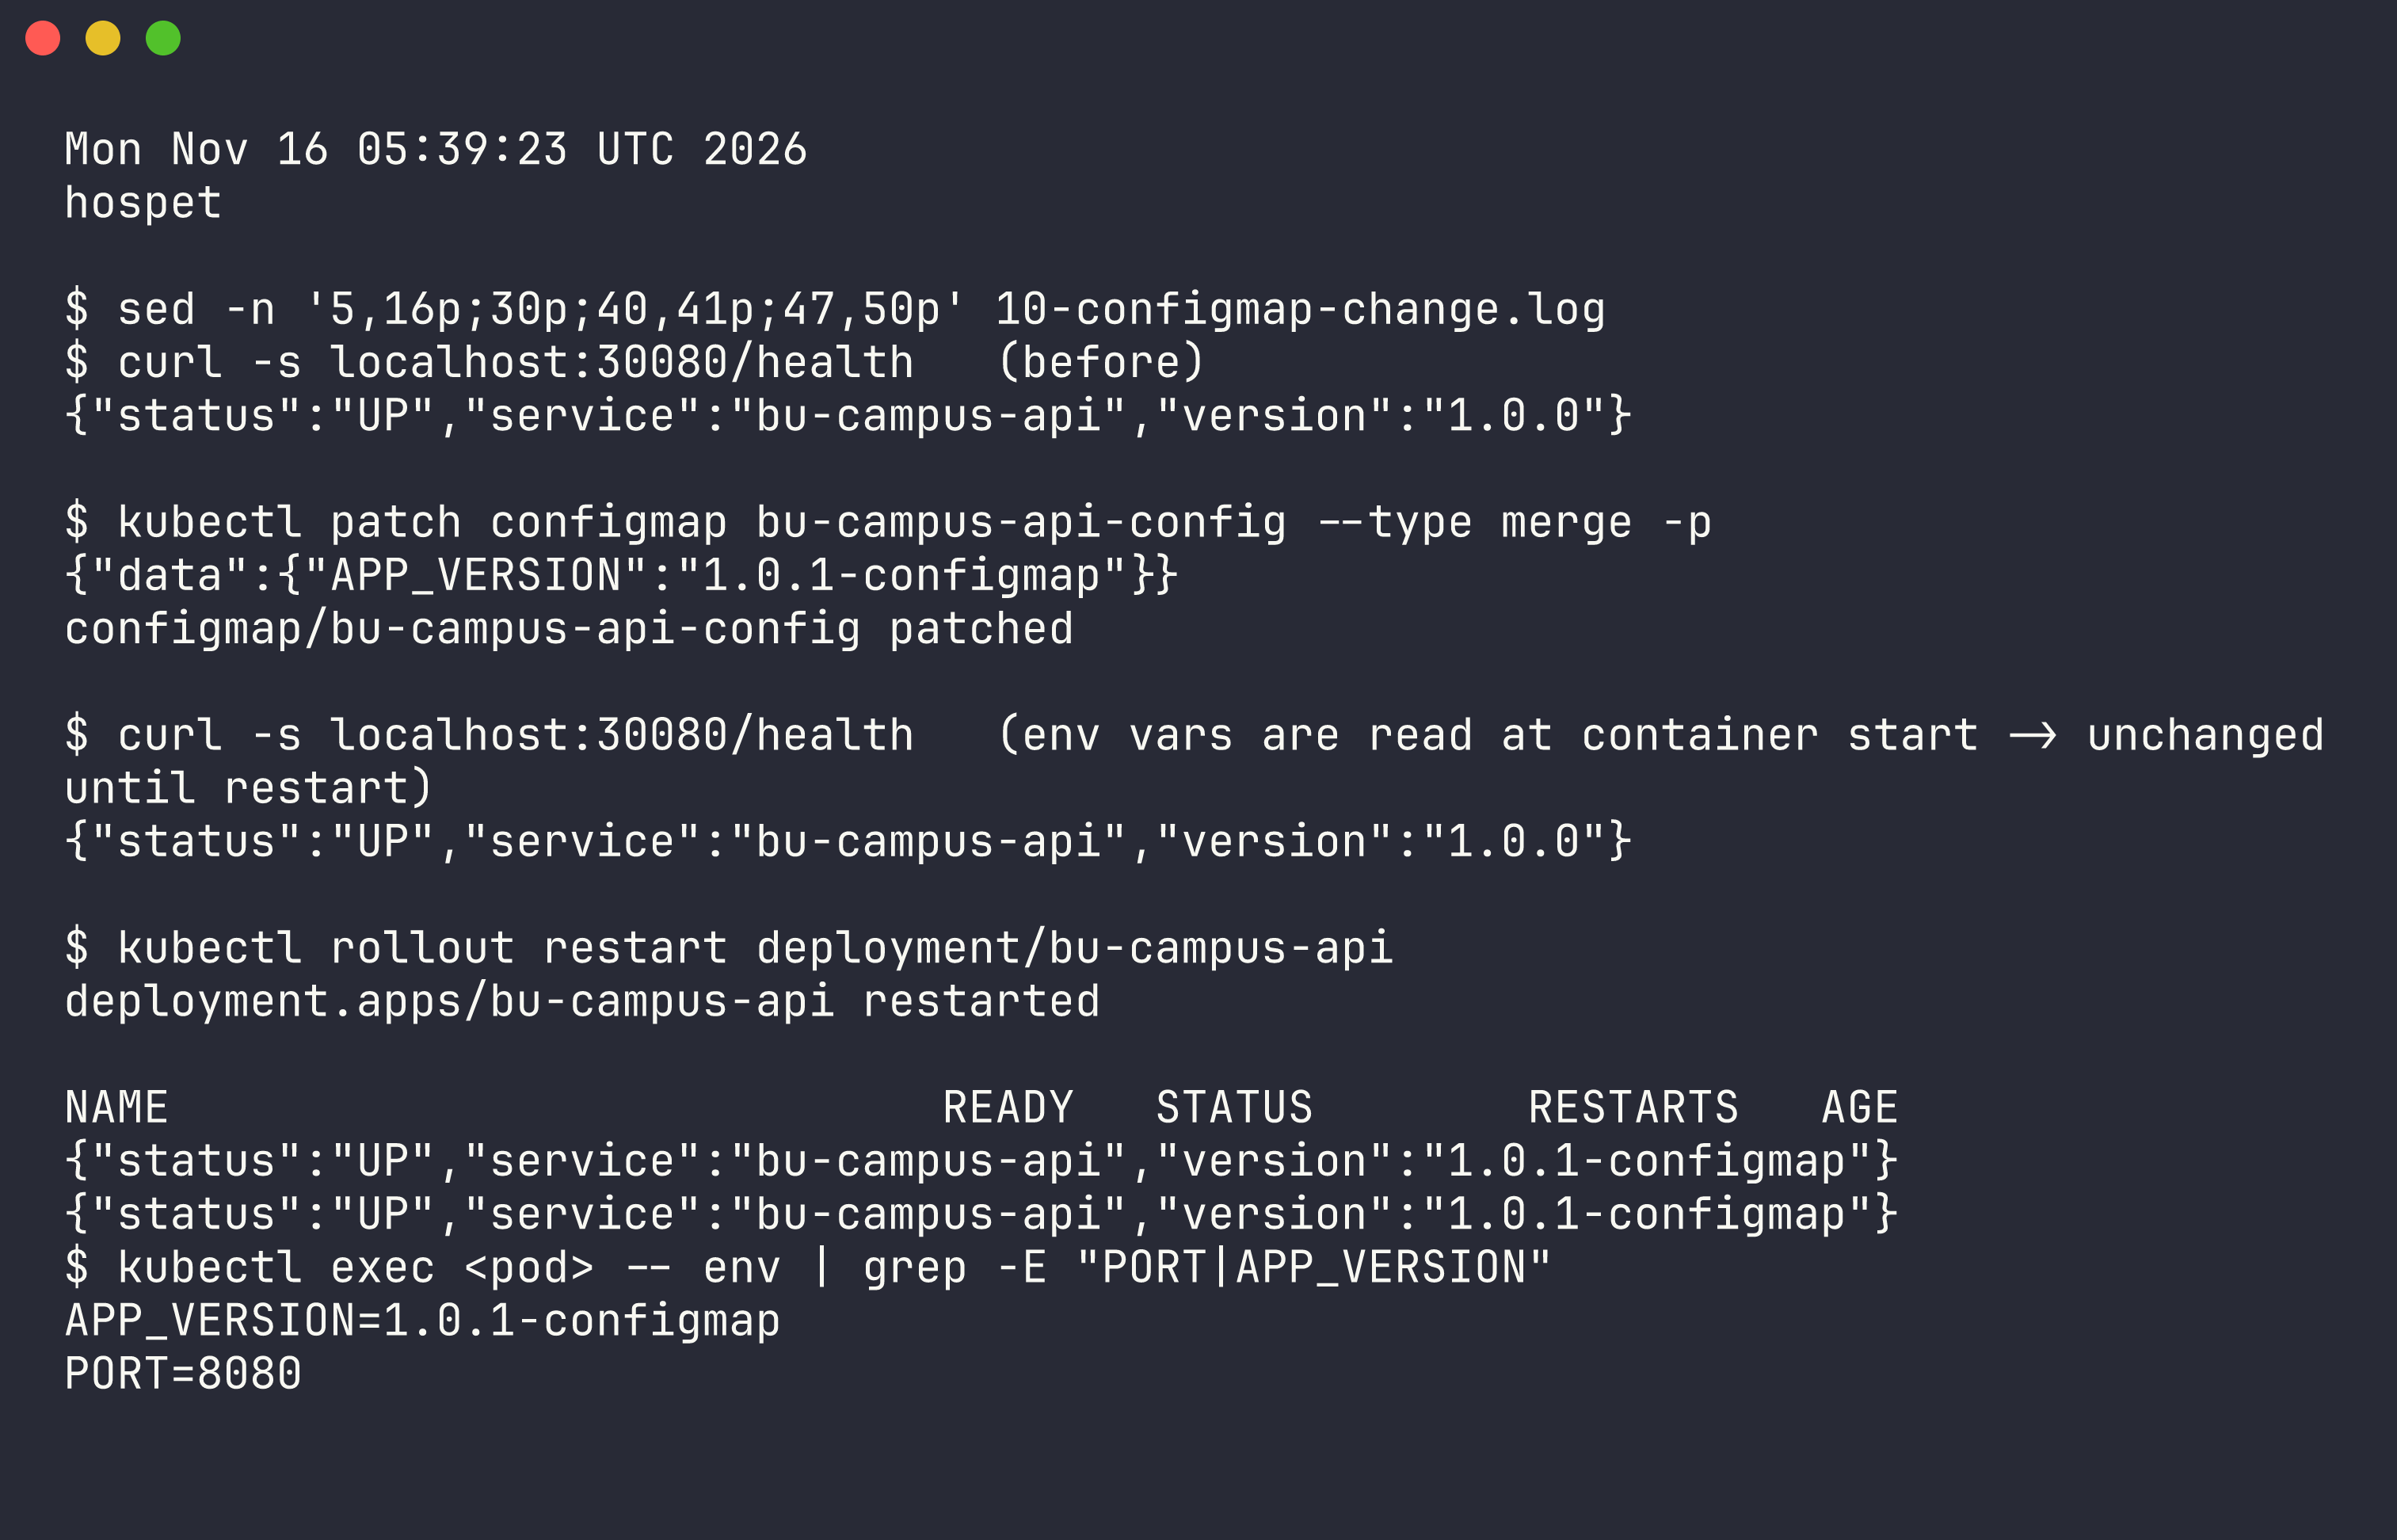 Mon Nov 16 05:39:23 UTC 2026
hospet
$ sed -n '5,16p;30p;40,41p;47,50p' 10-configmap-change.log
$ curl -s localhost:30080/health   (before)
{"status":"UP","service":"bu-campus-api","version":"1.0.0"}
$ kubectl patch configmap bu-campus-api-config --type merge -p
{"data":{"APP_VERSION":"1.0.1-configmap"}}
configmap/bu-campus-api-config patched
$ curl -s localhost:30080/health   (env vars are read at container start → unchanged
until restart)
{"status":"UP","service":"bu-campus-api","version":"1.0.0"}
$ kubectl rollout restart deployment/bu-campus-api
deployment.apps/bu-campus-api restarted
NAME                             READY   STATUS        RESTARTS   AGE
{"status":"UP","service":"bu-campus-api","version":"1.0.1-configmap"}
{"status":"UP","service":"bu-campus-api","version":"1.0.1-configmap"}
$ kubectl exec <pod> -- env | grep -E "PORT|APP_VERSION"
APP_VERSION=1.0.1-configmap
PORT=8080